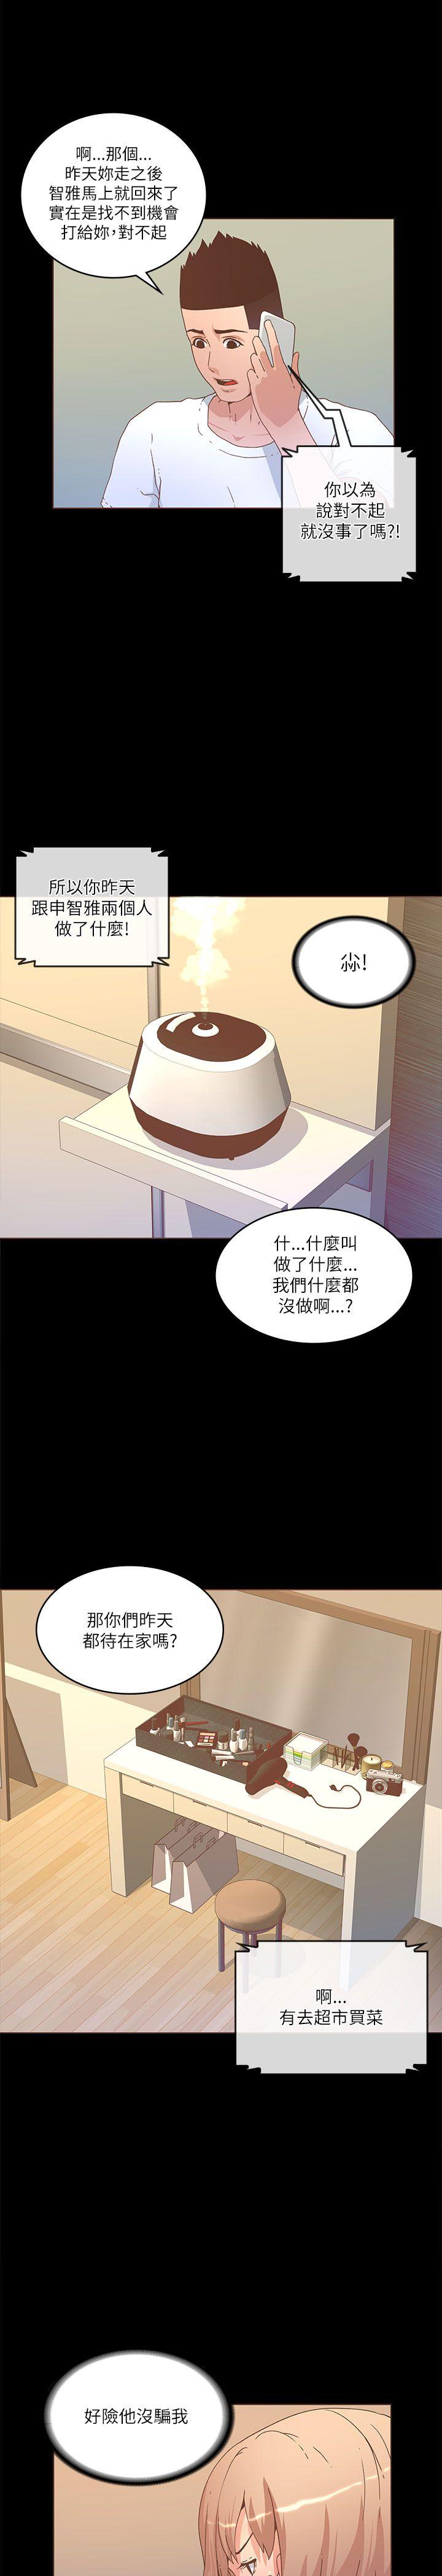 啊...那個...
昨天妳走之後
智雅馬上就回來了
實在是找不到機會
打給妳,對不起
你以為
說對不起
就沒事了嗎?!
所以你昨天
跟申智雅兩個人
做了什麼!
尛!
什...什麼叫
做了什麼...
我們什麼都
沒做啊...?
那你們昨天
都待在家嗎?
啊...
有去超市買菜
好險他沒騙我